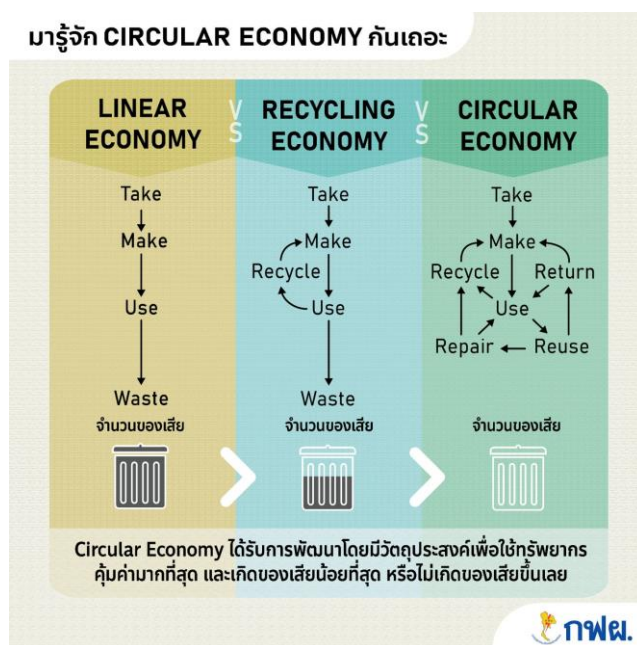 มารู้จัก CIRCULAR ECONOMY กันเถอะ
LINEAR
ECONOMY
VS
RECYCLING
ECONOMY
VS
CIRCULAR
ECONOMY
Take
Make
Use
Waste
จำนวนของเสีย
Take
Make
Recycle
Use
Waste
จำนวนของเสีย
Take
Make
Recycle
Return
Use
Repair
Reuse
จำนวนของเสีย
Circular Economy ได้รับการพัฒนาโดยมีวัตถุประสงค์เพื่อใช้ทรัพยากร
คุ้มค่ามากที่สุด และเกิดของเสียน้อยที่สุด หรือไม่เกิดของเสียขึ้นเลย
กฟผ.